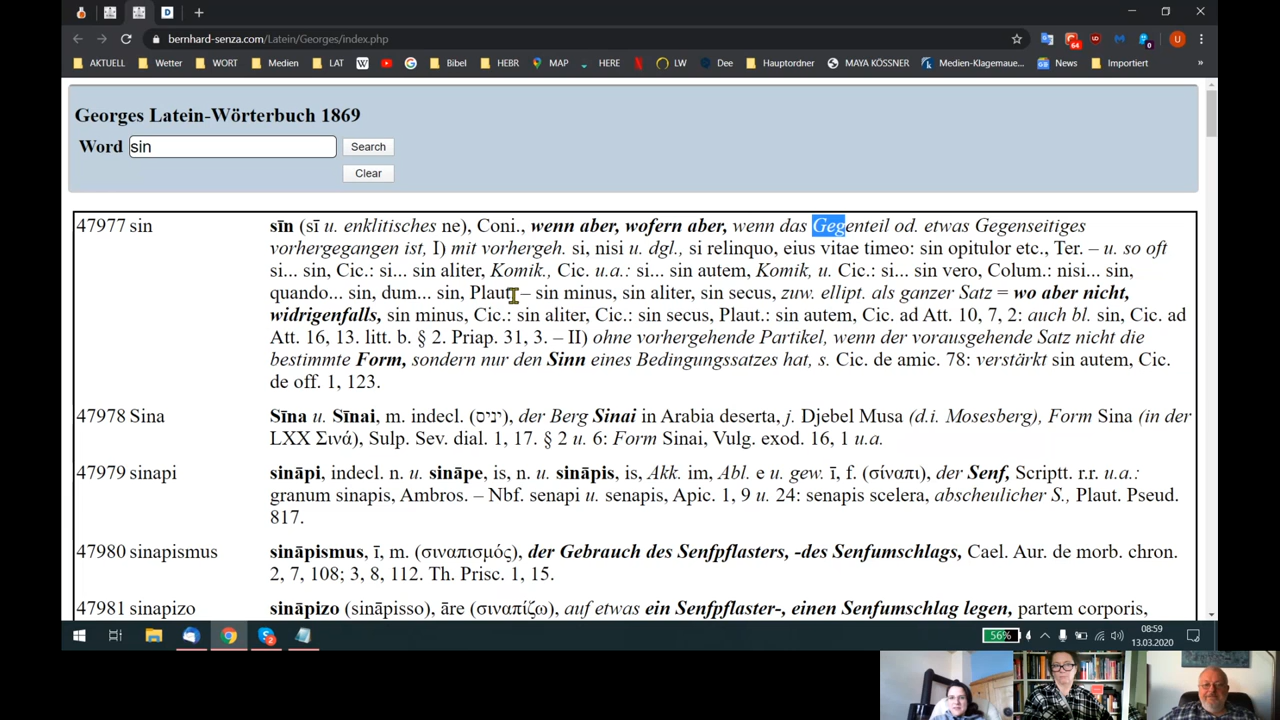 bernhard-senza.com/Latein/Georges/index.php
64 0 U
AKTUELL Wetter WORT Medien LAT Bibel HEBR MAP HERE LW Dee Hauptordner MAYA KÖSSNER Medien-Klagemaue... News Importiert »
Georges Latein-Wörterbuch 1869
Word sin Search
Clear
47977 sin sīn (sī u. enklitisches ne), Coni., wenn aber, wofern aber, wenn das Gegenteil od. etwas Gegenseitiges
vorhergegangen ist, I) mit vorhergeh. si, nisi u. dgl., si relinquo, eius vitae timeo: sin opitulor etc., Ter. – u. so oft
si... sin, Cic.: si... sin aliter, Komik., Cic. u.a.: si... sin autem, Komik, u. Cic.: si... sin vero, Colum.: nisi... sin,
quando... sin, dum... sin, Plaut. – sin minus, sin aliter, sin secus, zuw. ellipt. als ganzer Satz = wo aber nicht,
widrigenfalls, sin minus, Cic.: sin aliter, Cic.: sin secus, Plaut.: sin autem, Cic. ad Att. 10, 7, 2: auch bl. sin, Cic. ad
Att. 16, 13. litt. b. § 2. Priap. 31, 3. – II) ohne vorhergehende Partikel, wenn der vorausgehende Satz nicht die
bestimmte Form, sondern nur den Sinn eines Bedingungssatzes hat, s. Cic. de amic. 78: verstärkt sin autem, Cic.
de off. 1, 123.
47978 Sina Sīna u. Sīnai, m. indecl. (יניס), der Berg Sinai in Arabia deserta, j. Djebel Musa (d.i. Mosesberg), Form Sina (in der
LXX Σινά), Sulp. Sev. dial. 1, 17. § 2 u. 6: Form Sinai, Vulg. exod. 16, 1 u.a.
47979 sinapi sināpi, indecl. n. u. sināpe, is, n. u. sināpis, is, Akk. im, Abl. e u. gew. ī, f. (σίναπι), der Senf, Scriptt. r.r. u.a.:
granum sinapis, Ambros. – Nbf. senapi u. senapis, Apic. 1, 9 u. 24: senapis scelera, abscheulicher S., Plaut. Pseud.
817.
47980 sinapismus sināpismus, ī, m. (σιναπισμός), der Gebrauch des Senfpflasters, -des Senfumschlags, Cael. Aur. de morb. chron.
2, 7, 108; 3, 8, 112. Th. Prisc. 1, 15.
47981 sinapizo sināpizo (sināpisso), āre (σιναπίζω), auf etwas ein Senfpflaster-, einen Senfumschlag legen, partem corporis,
56% 08:59
13.03.2020